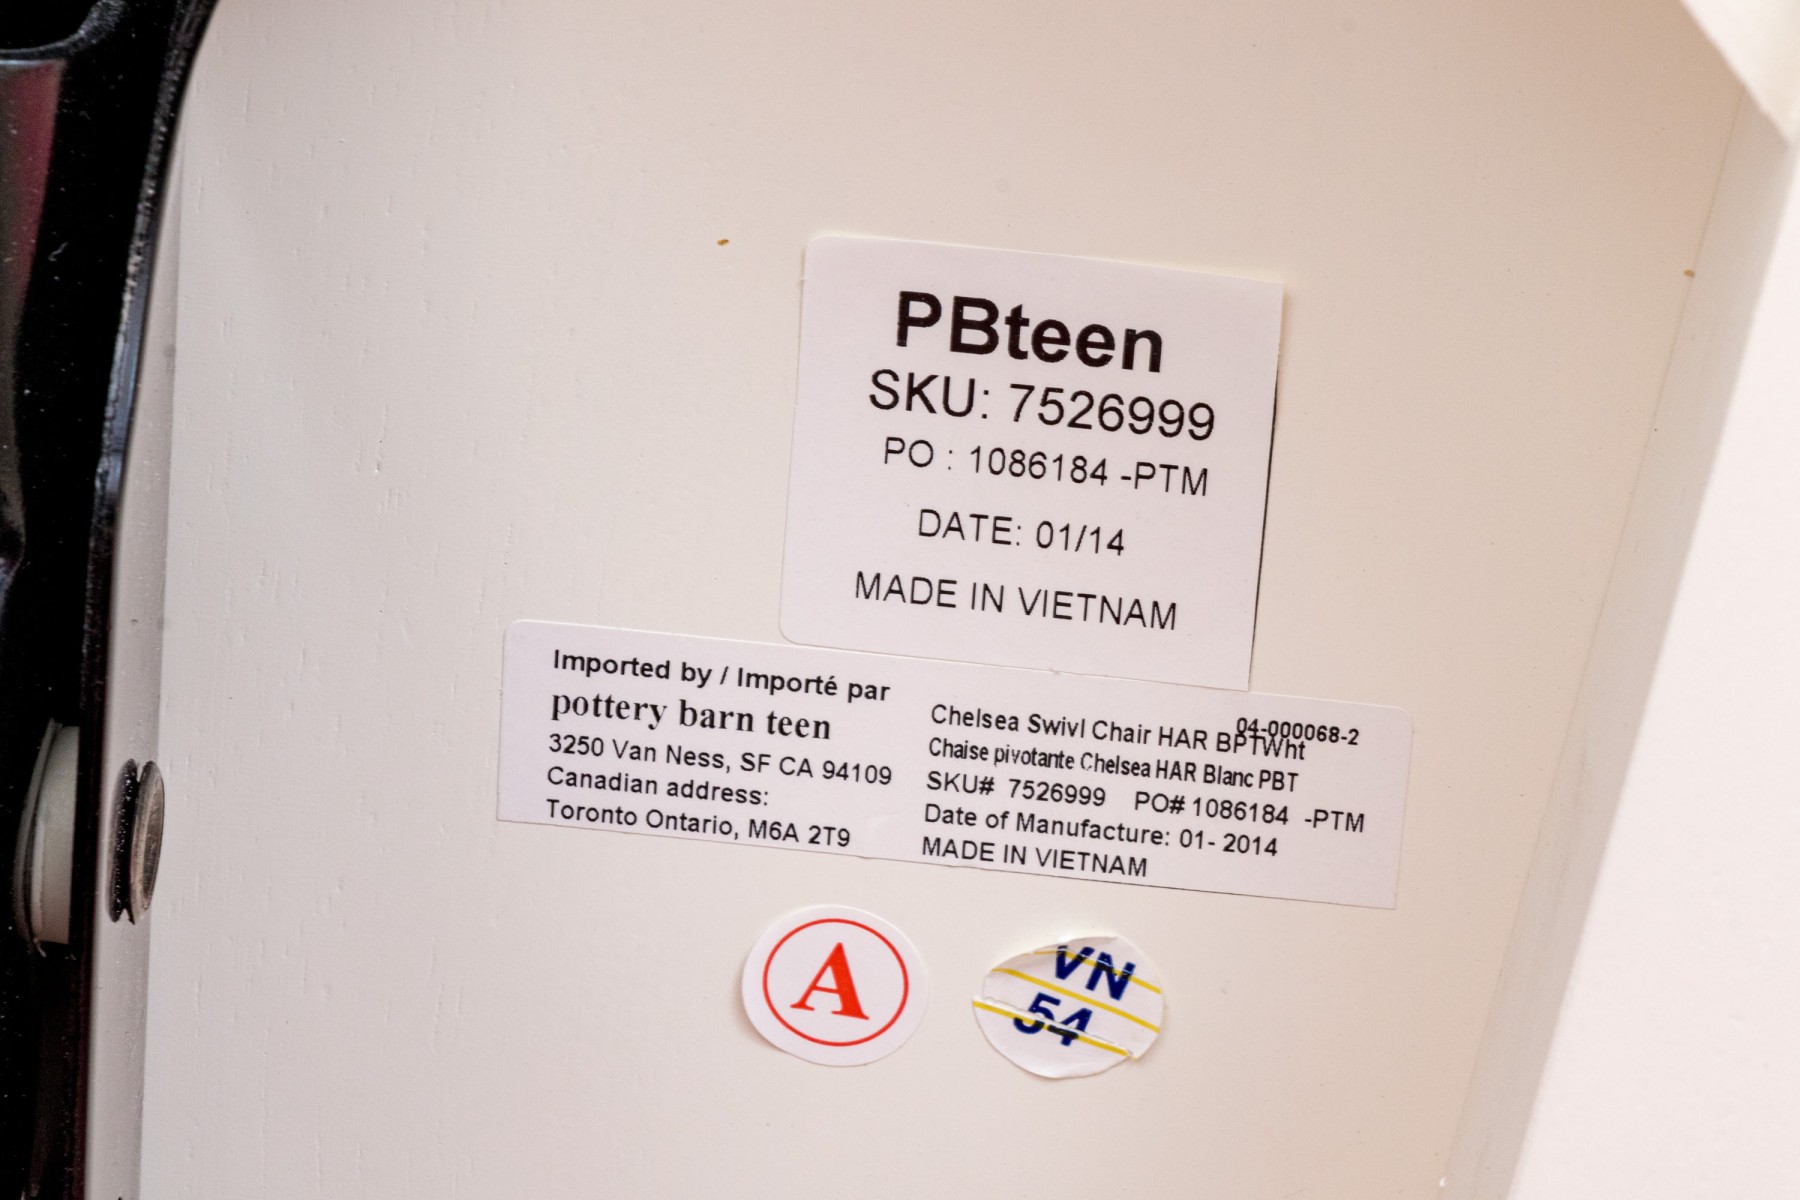 PBteen
SKU: 7526999
PO : 1086184 -PTM
DATE: 01/14
MADE IN VIETNAM
Imported by / Importé par
pottery barn teen
3250 Van Ness, SF CA 94109
Canadian address:
Toronto Ontario, M6A 2T9
04-000068-2
Chelsea Swivl Chair HAR BPTWht
Chaise pivotante Chelsea HAR Blanc PBT
SKU# 7526999 PO# 1086184 -PTM
Date of Manufacture: 01- 2014
MADE IN VIETNAM
A
VN
54